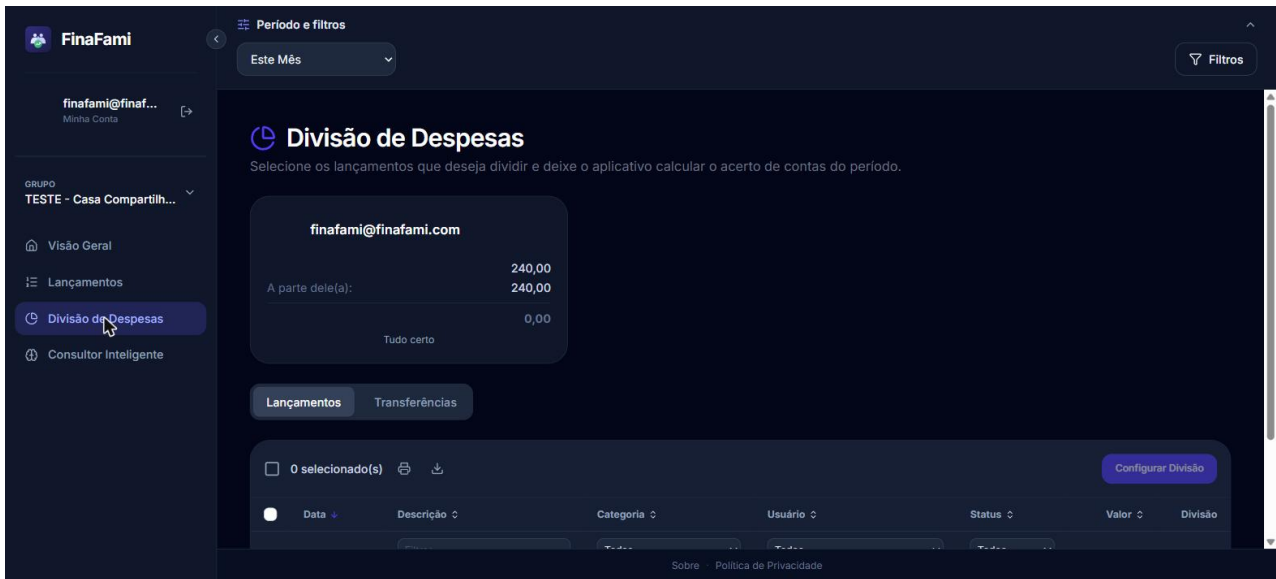 FinaFami
Período e filtros
Este Mês
Filtros
finafami@finaf...
Minha Conta
GRUPO
TESTE - Casa Compartilh...
Visão Geral
Lançamentos
Divisão de Despesas
Consultor Inteligente
Divisão de Despesas
Selecione os lançamentos que deseja dividir e deixe o aplicativo calcular o acerto de contas do período.
finafami@finafami.com
240,00
A parte dele(a): 240,00
0,00
Tudo certo
Lançamentos Transferências
0 selecionado(s) Configurar Divisão
Data Descrição Categoria Usuário Status Valor Divisão
Todos Todos
Sobre · Política de Privacidade